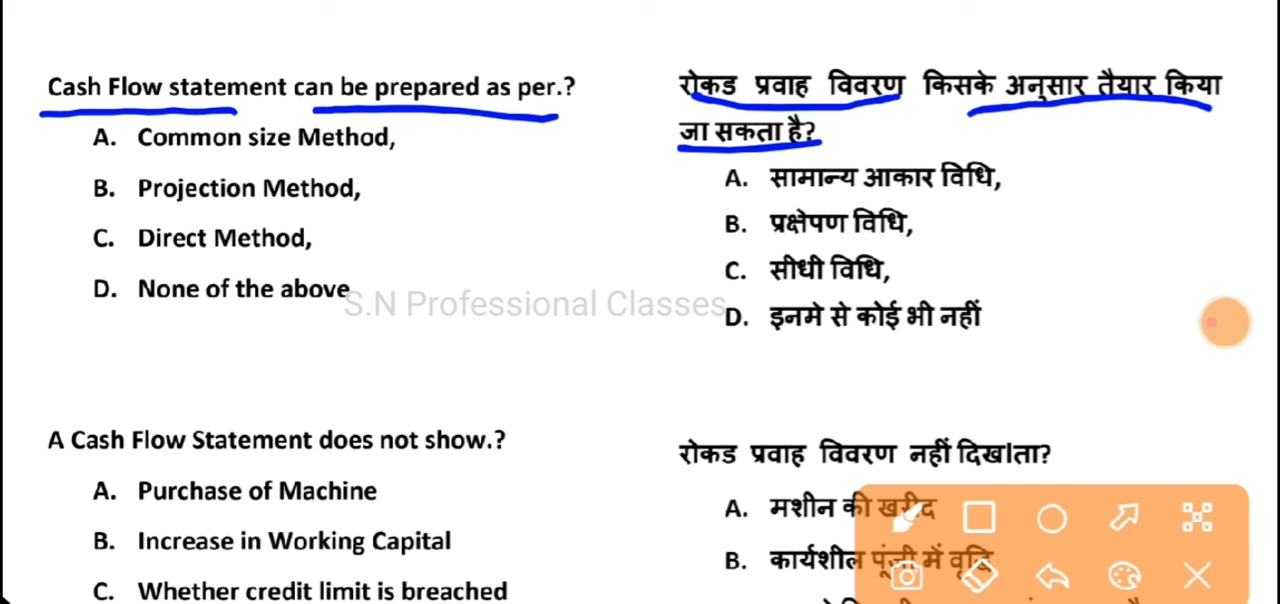 Cash Flow statement can be prepared as per.?
A. Common size Method,
B. Projection Method,
C. Direct Method,
D. None of the above
रोकड प्रवाह विवरण किसके अनुसार तैयार किया
जा सकता है?
A. सामान्य आकार विधि,
B. प्रक्षेपण विधि,
C. सीधी विधि,
D. इनमे से कोई भी नहीं
S.N Professional Classes
A Cash Flow Statement does not show.?
A. Purchase of Machine
B. Increase in Working Capital
C. Whether credit limit is breached
रोकड प्रवाह विवरण नहीं दिखाता?
A. मशीन की खरीद
B. कार्यशील पूंजी में वृद्धि